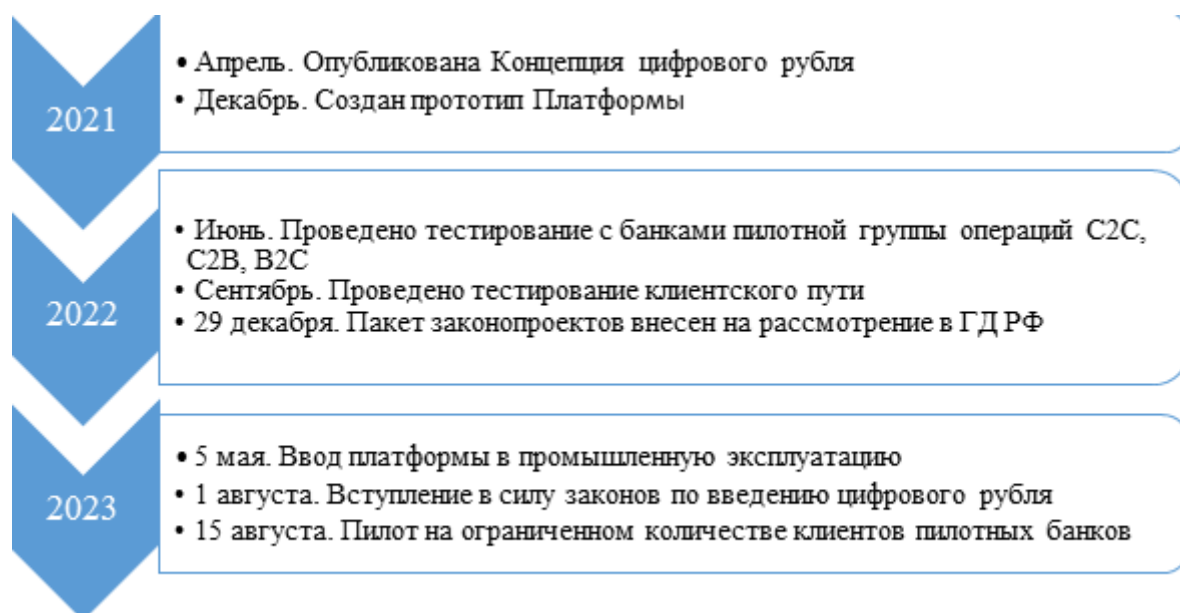 2021
• Апрель. Опубликована Концепция цифрового рубля
• Декабрь. Создан прототип Платформы
2022
• Июнь. Проведено тестирование с банками пилотной группы операций C2C,
C2B, B2C
• Сентябрь. Проведено тестирование клиентского пути
• 29 декабря. Пакет законопроектов внесен на рассмотрение в ГД РФ
2023
• 5 мая. Ввод платформы в промышленную эксплуатацию
• 1 августа. Вступление в силу законов по введению цифрового рубля
• 15 августа. Пилот на ограниченном количестве клиентов пилотных банков